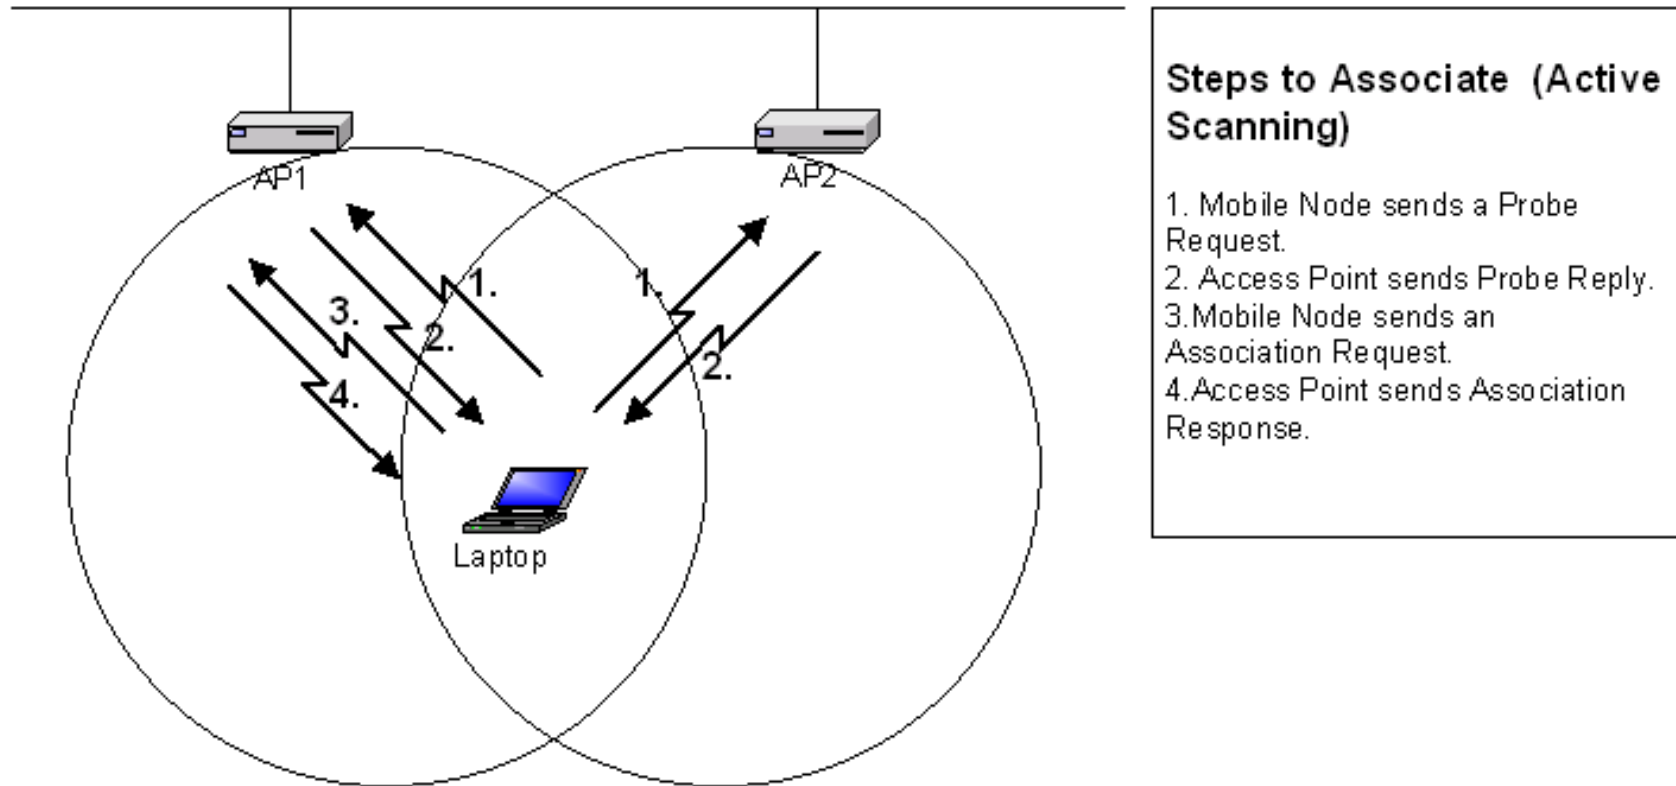 AP1
AP2
1.
2.
3.
4.
1.
2.
Laptop
Steps to Associate (Active
Scanning)
1. Mobile Node sends a Probe
Request.
2. Access Point sends Probe Reply.
3.Mobile Node sends an
Association Request.
4.Access Point sends Association
Response.